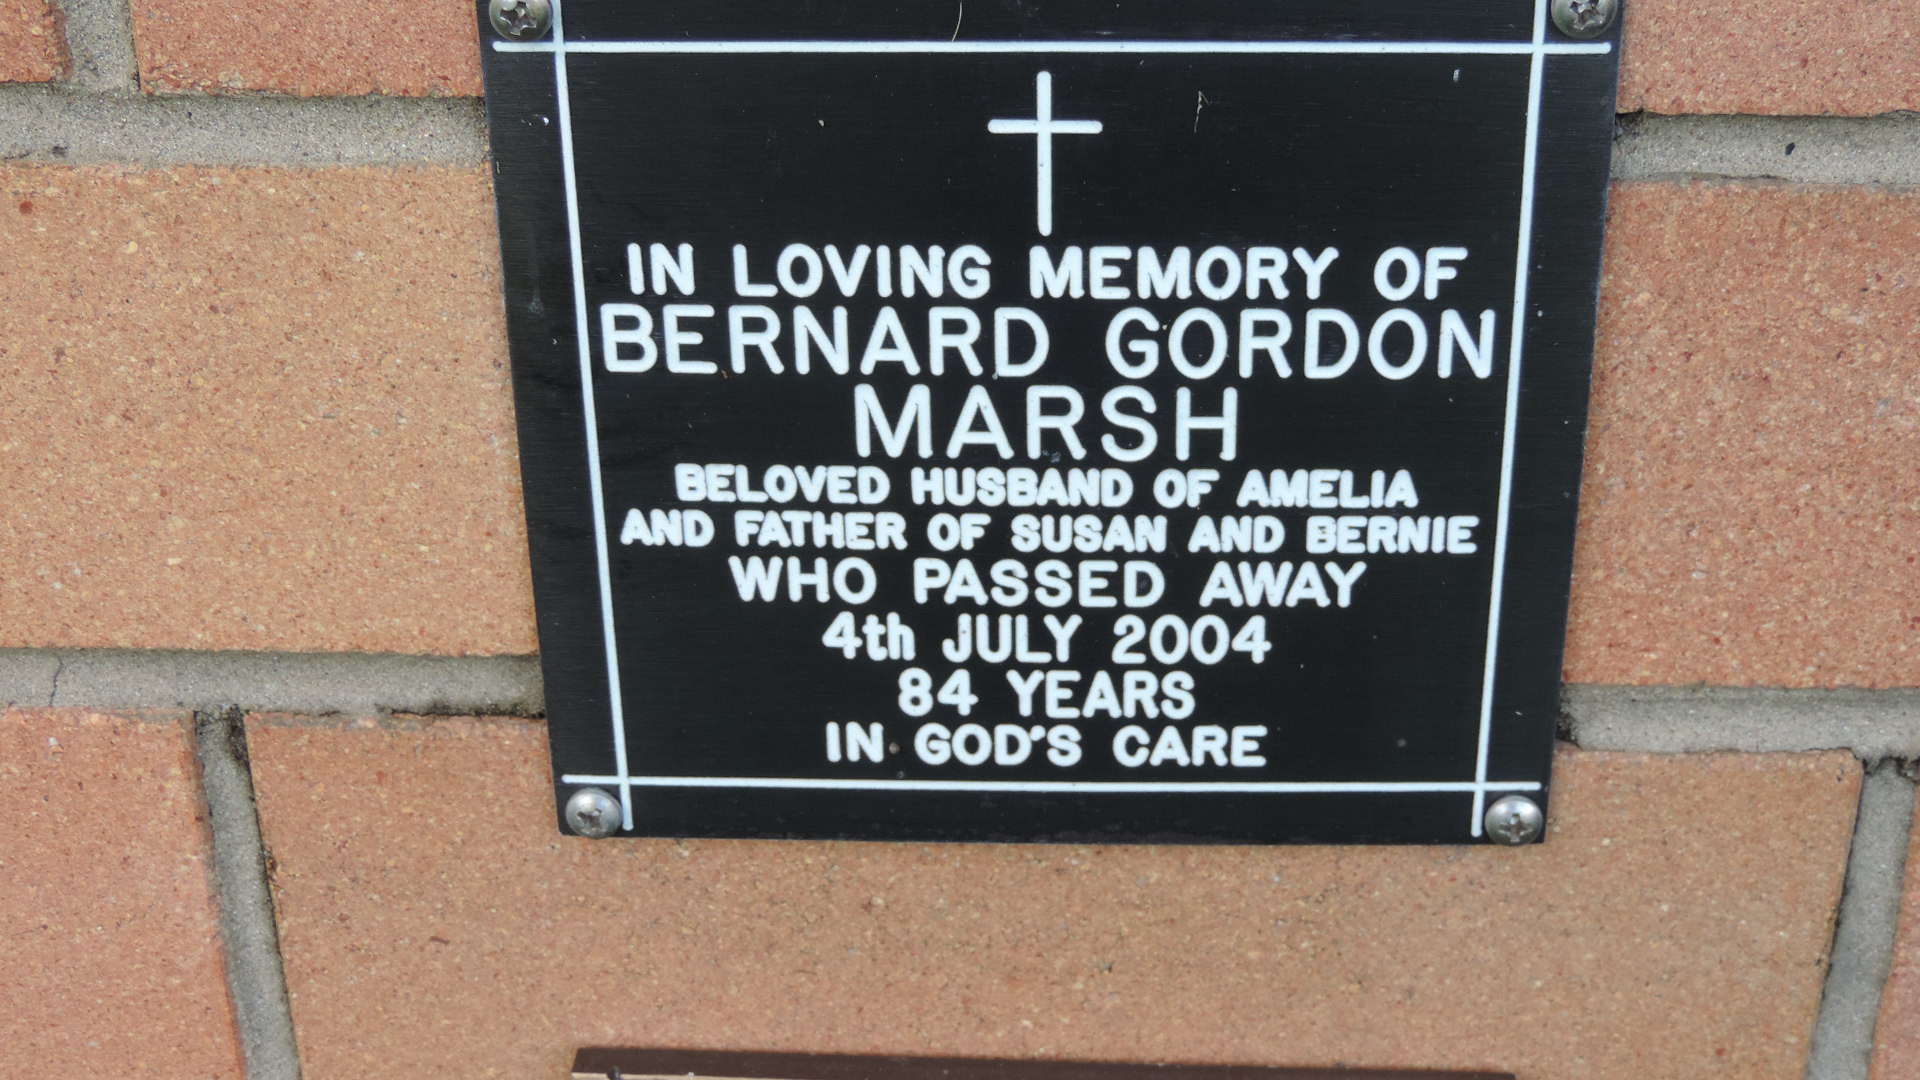 IN LOVING MEMORY OF
BERNARD GORDON
MARSH
BELOVED HUSBAND OF AMELIA
AND FATHER OF SUSAN AND BERNIE
WHO PASSED AWAY
4th JULY 2004
84 YEARS
IN GOD'S CARE